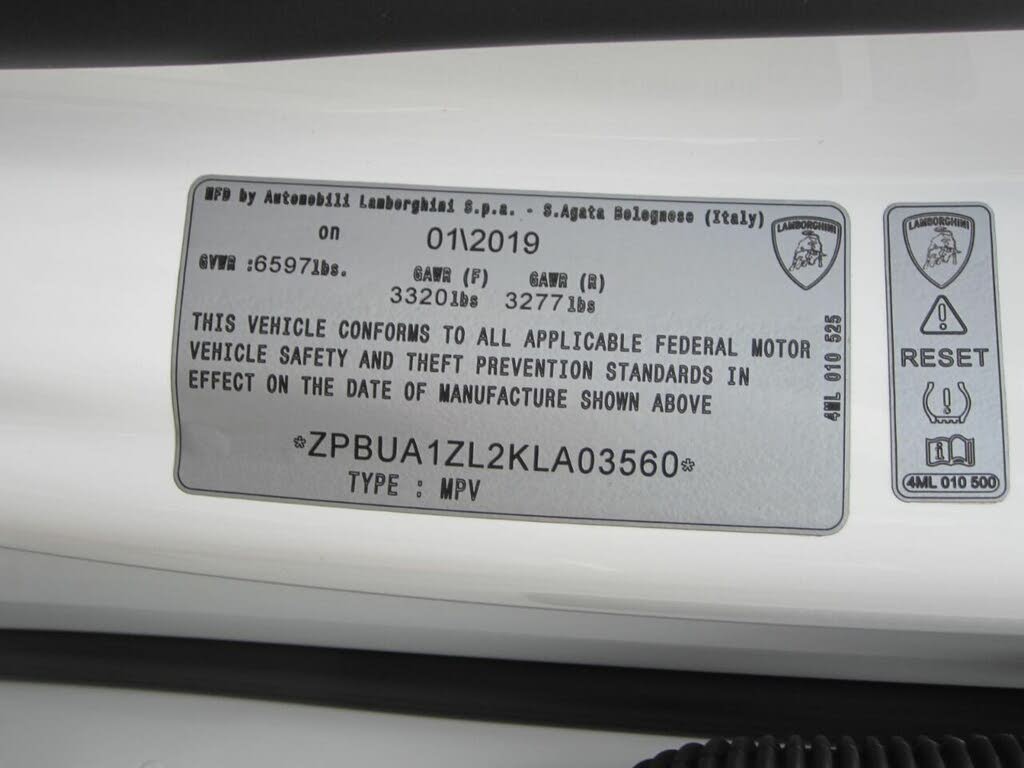 MFD by Automobili Lamborghini S.p.a. - S.Agata Bolognese (Italy)
on 01\2019
GVWR :6597lbs. GAWR (F) GAWR (R)
3320lbs 3277lbs
THIS VEHICLE CONFORMS TO ALL APPLICABLE FEDERAL MOTOR
VEHICLE SAFETY AND THEFT PREVENTION STANDARDS IN
EFFECT ON THE DATE OF MANUFACTURE SHOWN ABOVE
*ZPBUA1ZL2KLA03560*
TYPE : MPV
LAMBORGHINI
4ML 010 525
LAMBORGHINI
RESET
4ML 010 500